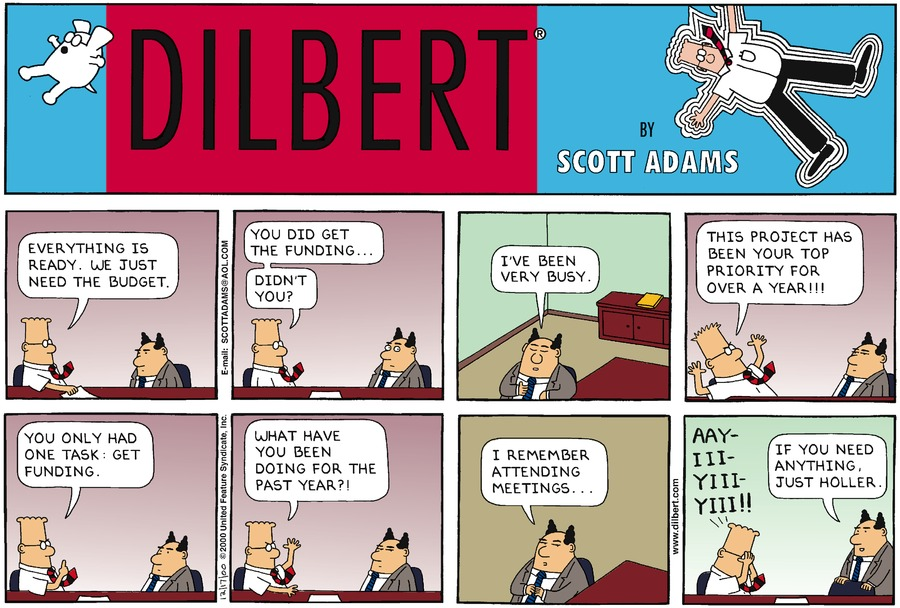 DILBERT®
BY
SCOTT ADAMS
EVERYTHING IS
READY. WE JUST
NEED THE BUDGET.
E-mail: SCOTTADAMS@AOL.COM
YOU DID GET
THE FUNDING...
DIDN'T
YOU?
I'VE BEEN
VERY BUSY.
THIS PROJECT HAS
BEEN YOUR TOP
PRIORITY FOR
OVER A YEAR!!!
YOU ONLY HAD
ONE TASK: GET
FUNDING.
12/17/00 © 2000 United Feature Syndicate, Inc.
WHAT HAVE
YOU BEEN
DOING FOR THE
PAST YEAR?!
I REMEMBER
ATTENDING
MEETINGS...
www.dilbert.com
AAY-
III-
YIII-
YIII!!
IF YOU NEED
ANYTHING,
JUST HOLLER.